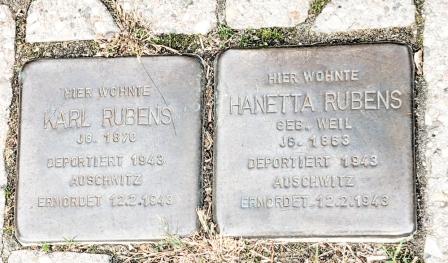 HIER WOHNTE
KARL RUBENS
JG. 1870
DEPORTIERT 1943
AUSCHWITZ
ERMORDET 12.2.1943
HIER WOHNTE
HANETTA RUBENS
GEB. WEIL
JG. 1863
DEPORTIERT 1943
AUSCHWITZ
ERMORDET 12.2.1943